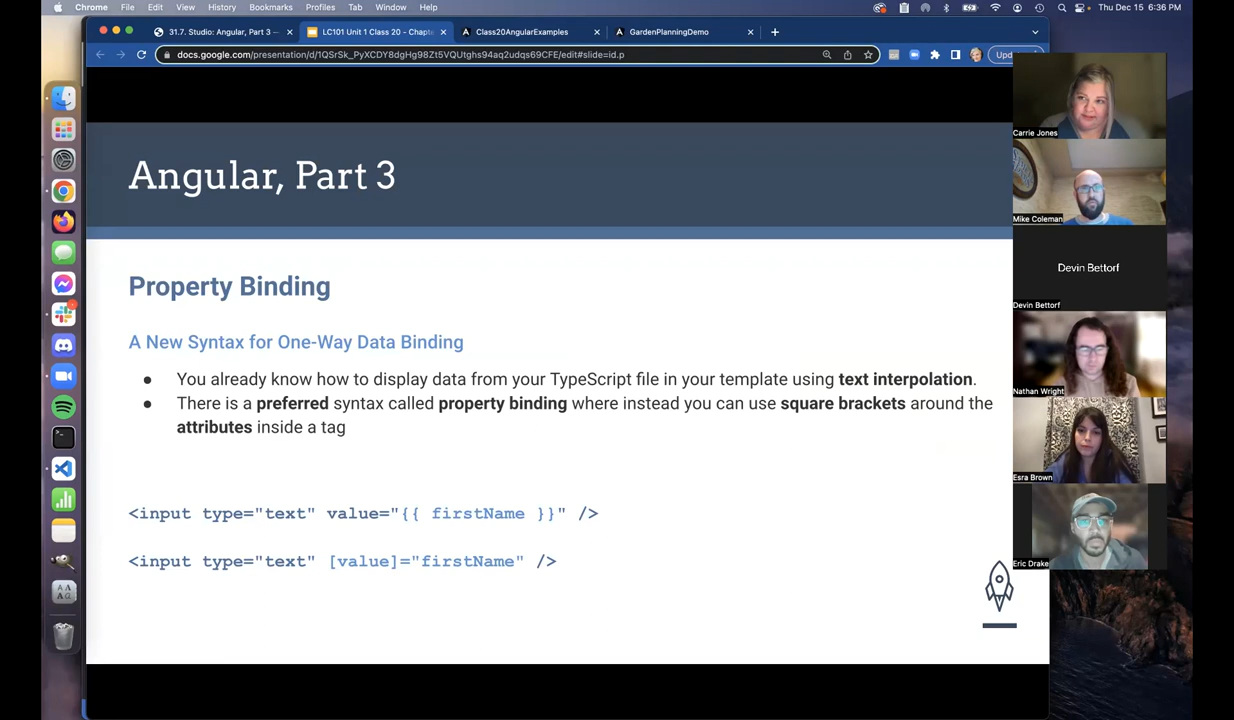 Chrome File Edit View History Bookmarks Profiles Tab Window Help Thu Dec 15 6:36 PM
31.7. Studio: Angular, Part 3 — LC101 Unit 1 Class 20 - Chapte Class20AngularExamples GardenPlanningDemo
docs.google.com/presentation/d/1QSrSk_PyXCDY8dgHg98Zt5VQUtghs94aq2udqs69CFE/edit#slide=id.p
Angular, Part 3
Property Binding
A New Syntax for One-Way Data Binding
● You already know how to display data from your TypeScript file in your template using text interpolation.
● There is a preferred syntax called property binding where instead you can use square brackets around the
attributes inside a tag
<input type="text" value="{{ firstName }}" />
<input type="text" [value]="firstName" />
Carrie Jones
Mike Coleman
Devin Bettorf
Devin Bettorf
Nathan Wright
Esra Brown
Eric Drake